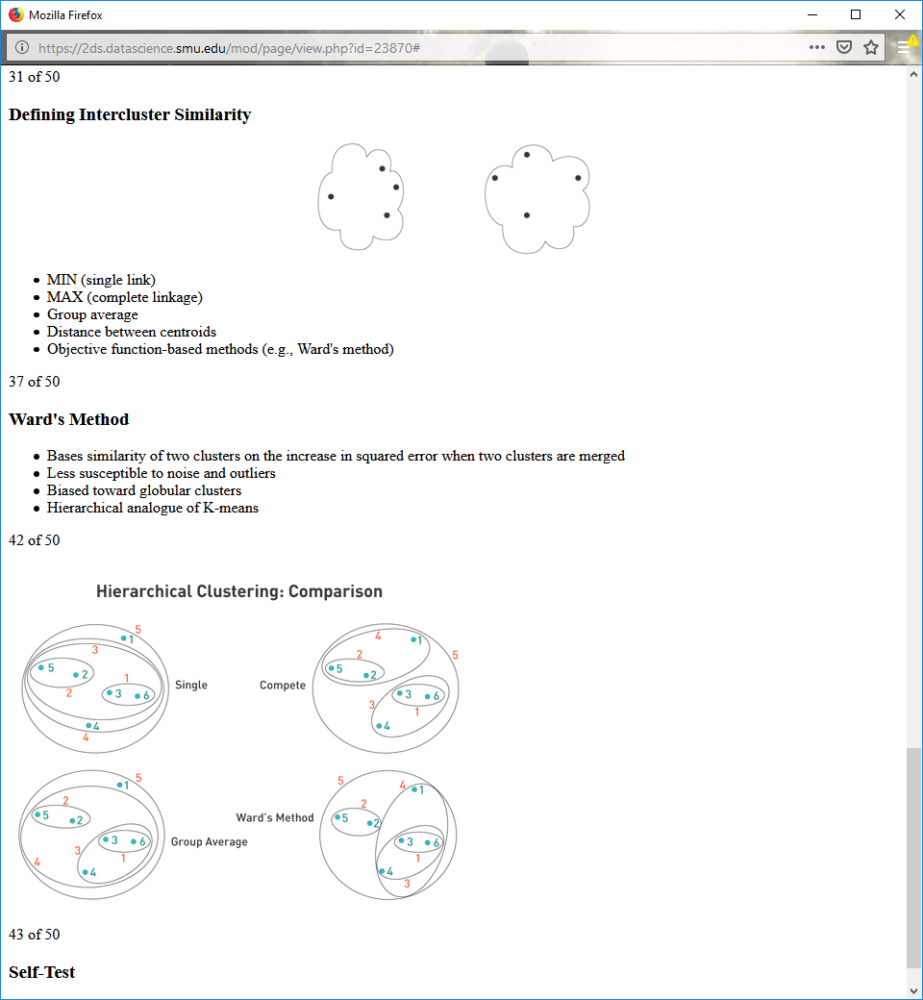 Mozilla Firefox
https://2ds.datascience.smu.edu/mod/page/view.php?id=23870#
31 of 50
Defining Intercluster Similarity
• MIN (single link)
• MAX (complete linkage)
• Group average
• Distance between centroids
• Objective function-based methods (e.g., Ward's method)
37 of 50
Ward's Method
• Bases similarity of two clusters on the increase in squared error when two clusters are merged
• Less susceptible to noise and outliers
• Biased toward globular clusters
• Hierarchical analogue of K-means
42 of 50
Hierarchical Clustering: Comparison
5
1
3
5
2
1
2
3
6
4
4
Single
4
1
2
5
5
2
3
6
3
1
4
Compete
5
1
2
5
2
3
6
3
1
4
4
Group Average
5
4
1
2
5
2
3
6
1
4
3
Ward's Method
43 of 50
Self-Test